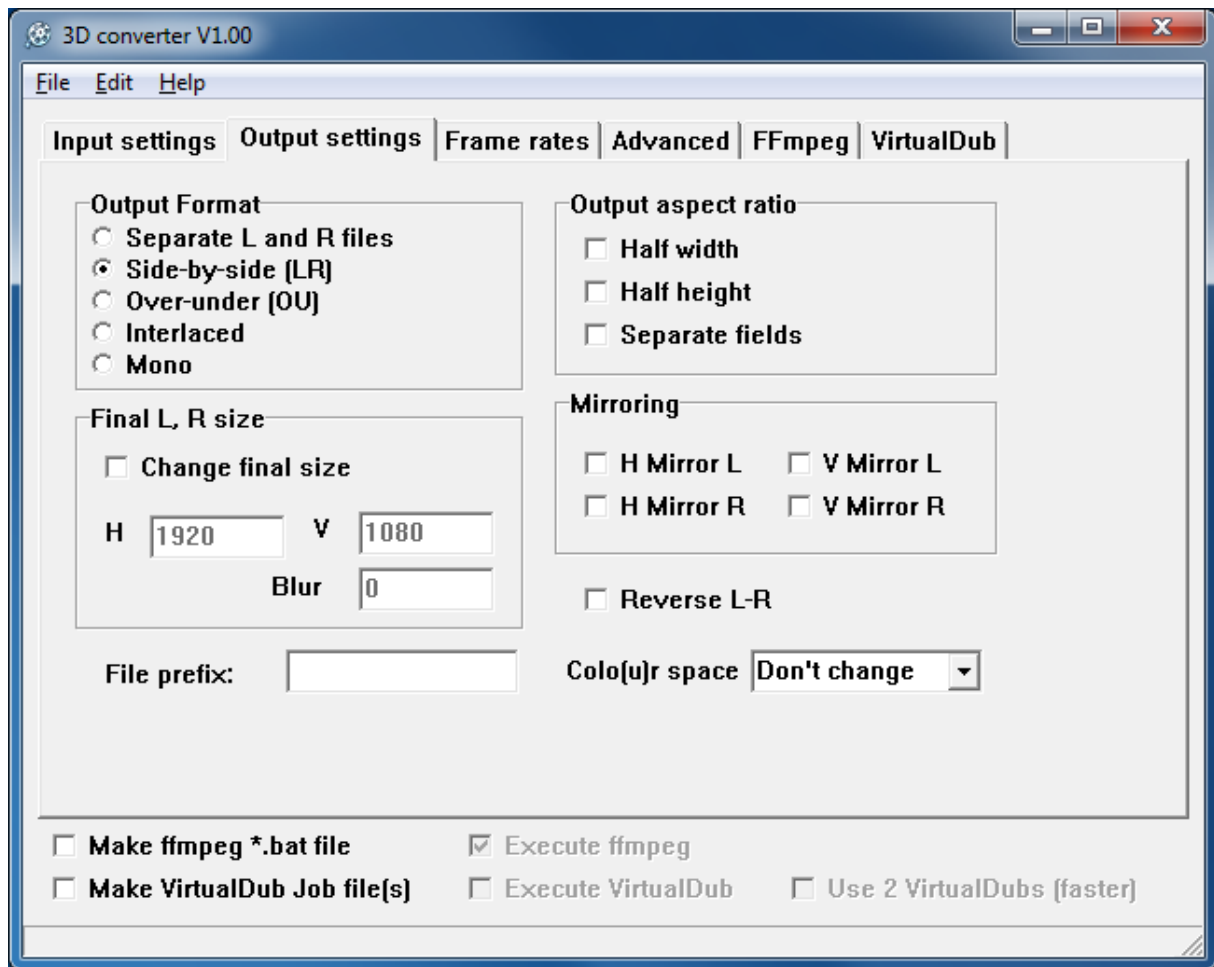 3D converter V1.00
File Edit Help
Input settings Output settings Frame rates Advanced FFmpeg VirtualDub
Output Format
Separate L and R files
Side-by-side (LR)
Over-under (OU)
Interlaced
Mono
Output aspect ratio
Half width
Half height
Separate fields
Final L, R size
Change final size
H 1920 V 1080
Blur 0
Mirroring
H Mirror L V Mirror L
H Mirror R V Mirror R
Reverse L-R
File prefix:
Colo(u)r space Don't change
Make ffmpeg *.bat file Execute ffmpeg
Make VirtualDub Job file(s) Execute VirtualDub Use 2 VirtualDubs (faster)